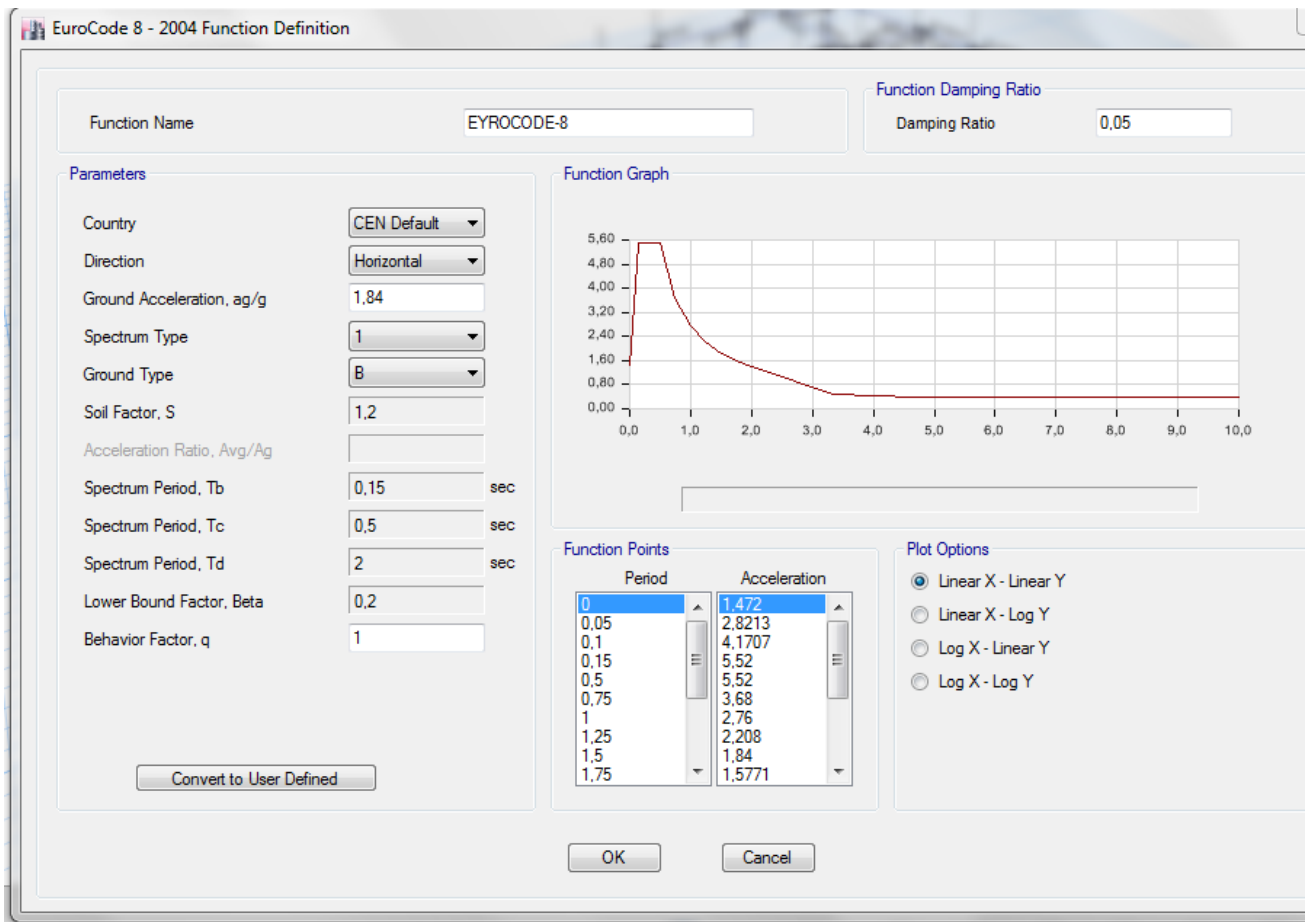 EuroCode 8 - 2004 Function Definition
Function Name EYROCODE-8
Function Damping Ratio
Damping Ratio 0,05
Parameters
Country CEN Default
Direction Horizontal
Ground Acceleration, ag/g 1,84
Spectrum Type 1
Ground Type B
Soil Factor, S 1,2
Acceleration Ratio, Avg/Ag
Spectrum Period, Tb 0,15 sec
Spectrum Period, Tc 0,5 sec
Spectrum Period, Td 2 sec
Lower Bound Factor, Beta 0,2
Behavior Factor, q 1
Convert to User Defined
Function Graph
5,60
4,80
4,00
3,20
2,40
1,60
0,80
0,00
0,0 1,0 2,0 3,0 4,0 5,0 6,0 7,0 8,0 9,0 10,0
Function Points
Period Acceleration
0 1,472
0,05 2,8213
0,1 4,1707
0,15 5,52
0,5 5,52
0,75 3,68
1 2,76
1,25 2,208
1,5 1,84
1,75 1,5771
Plot Options
Linear X - Linear Y
Linear X - Log Y
Log X - Linear Y
Log X - Log Y
OK Cancel